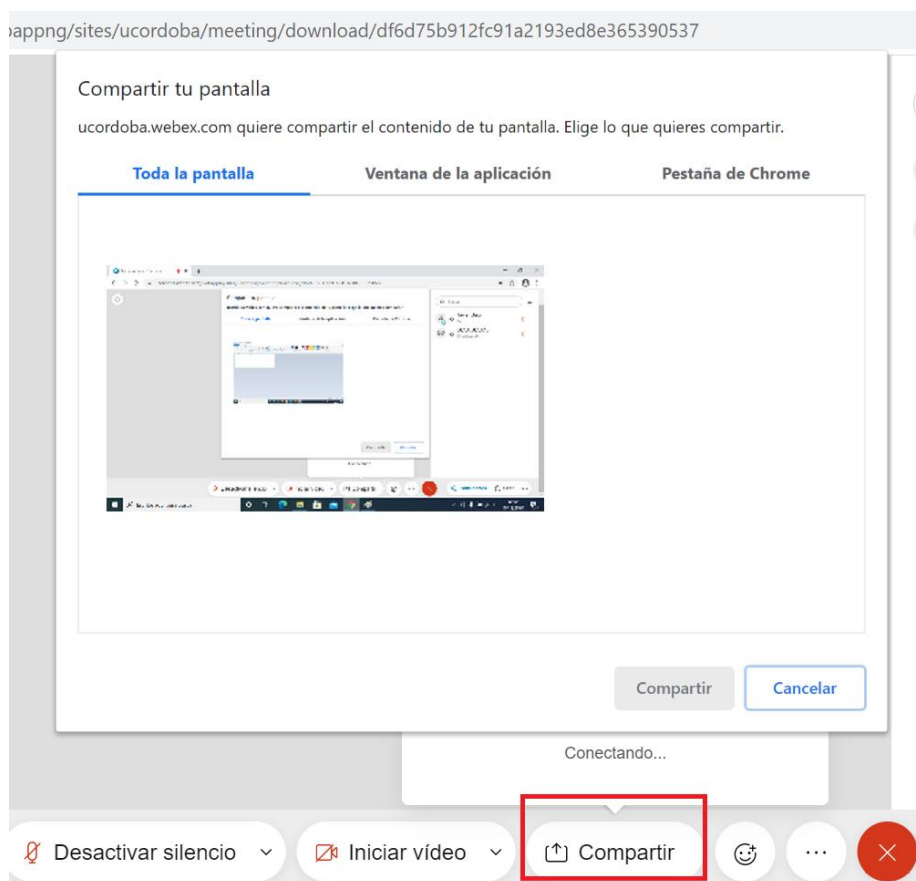 appng/sites/ucordoba/meeting/download/df6d75b912fc91a2193ed8e365390537
Compartir tu pantalla
ucordoba.webex.com quiere compartir el contenido de tu pantalla. Elige lo que quieres compartir.
Toda la pantalla Ventana de la aplicación Pestaña de Chrome
Compartir Cancelar
Conectando...
Desactivar silencio Iniciar vídeo Compartir